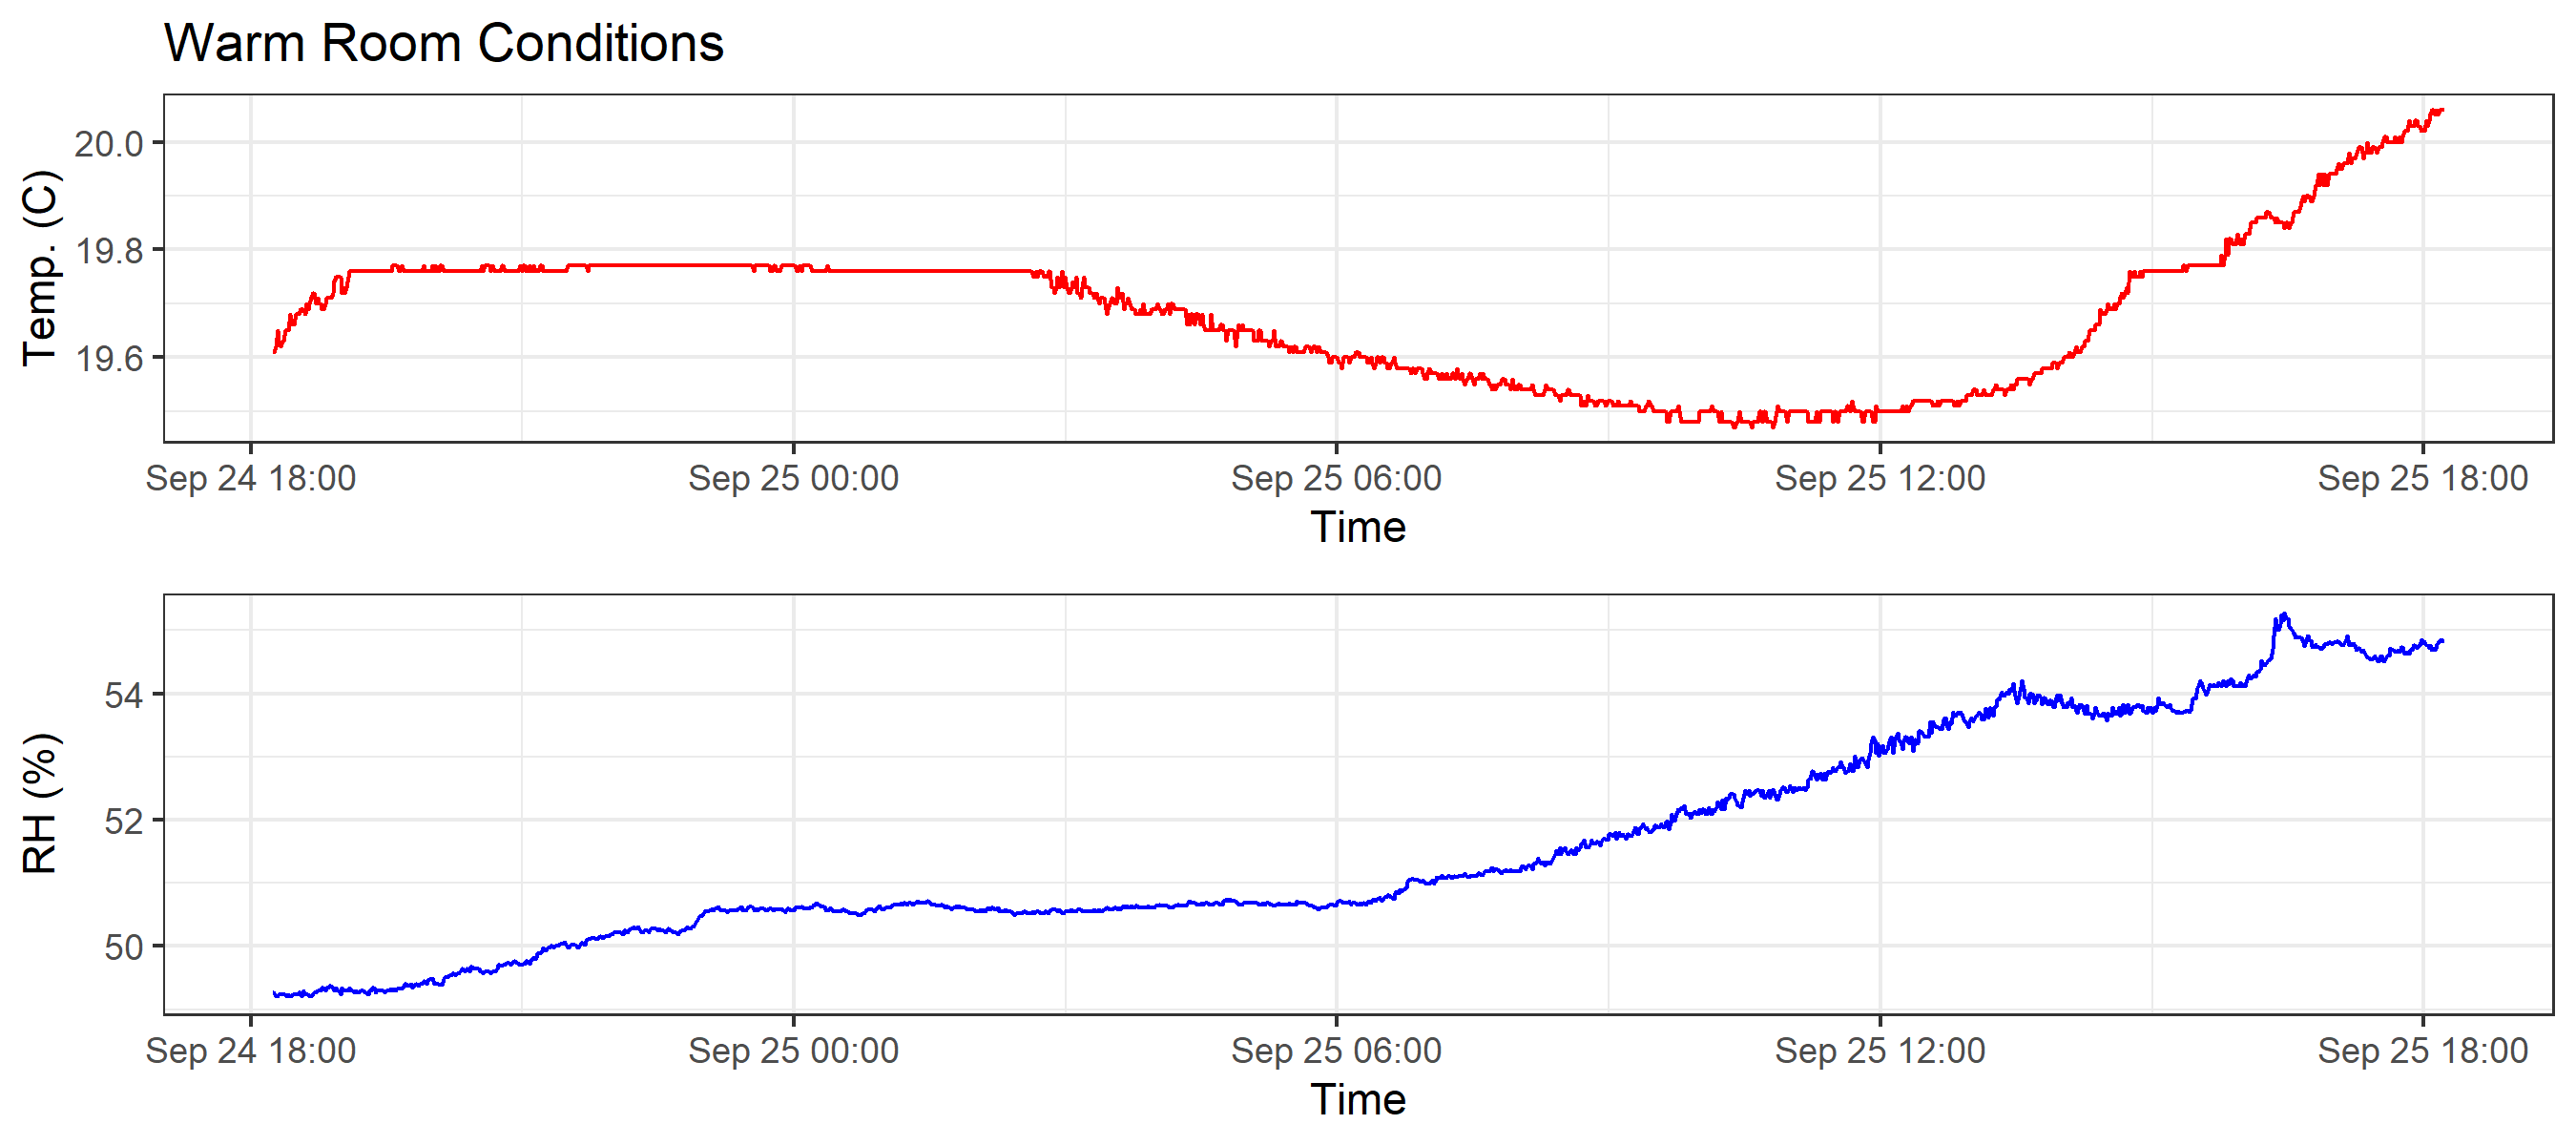 Warm Room Conditions
Temp. (C)
20.0
19.8
19.6
Sep 24 18:00 Sep 25 00:00 Sep 25 06:00 Sep 25 12:00 Sep 25 18:00
Time
RH (%)
54
52
50
Sep 24 18:00 Sep 25 00:00 Sep 25 06:00 Sep 25 12:00 Sep 25 18:00
Time